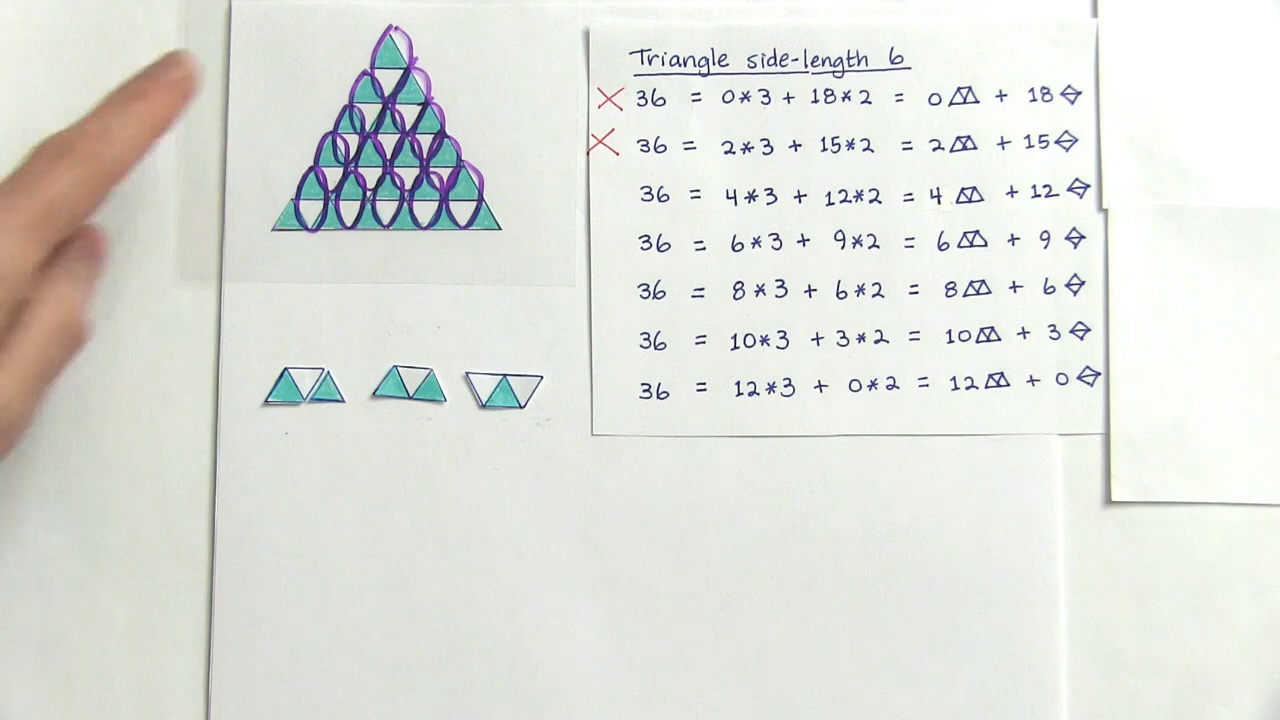 Triangle side-length 6
36 = 0*3 + 18*2 = 0 + 18
36 = 2*3 + 15*2 = 2 + 15
36 = 4*3 + 12*2 = 4 + 12
36 = 6*3 + 9*2 = 6 + 9
36 = 8*3 + 6*2 = 8 + 6
36 = 10*3 + 3*2 = 10 + 3
36 = 12*3 + 0*2 = 12 + 0